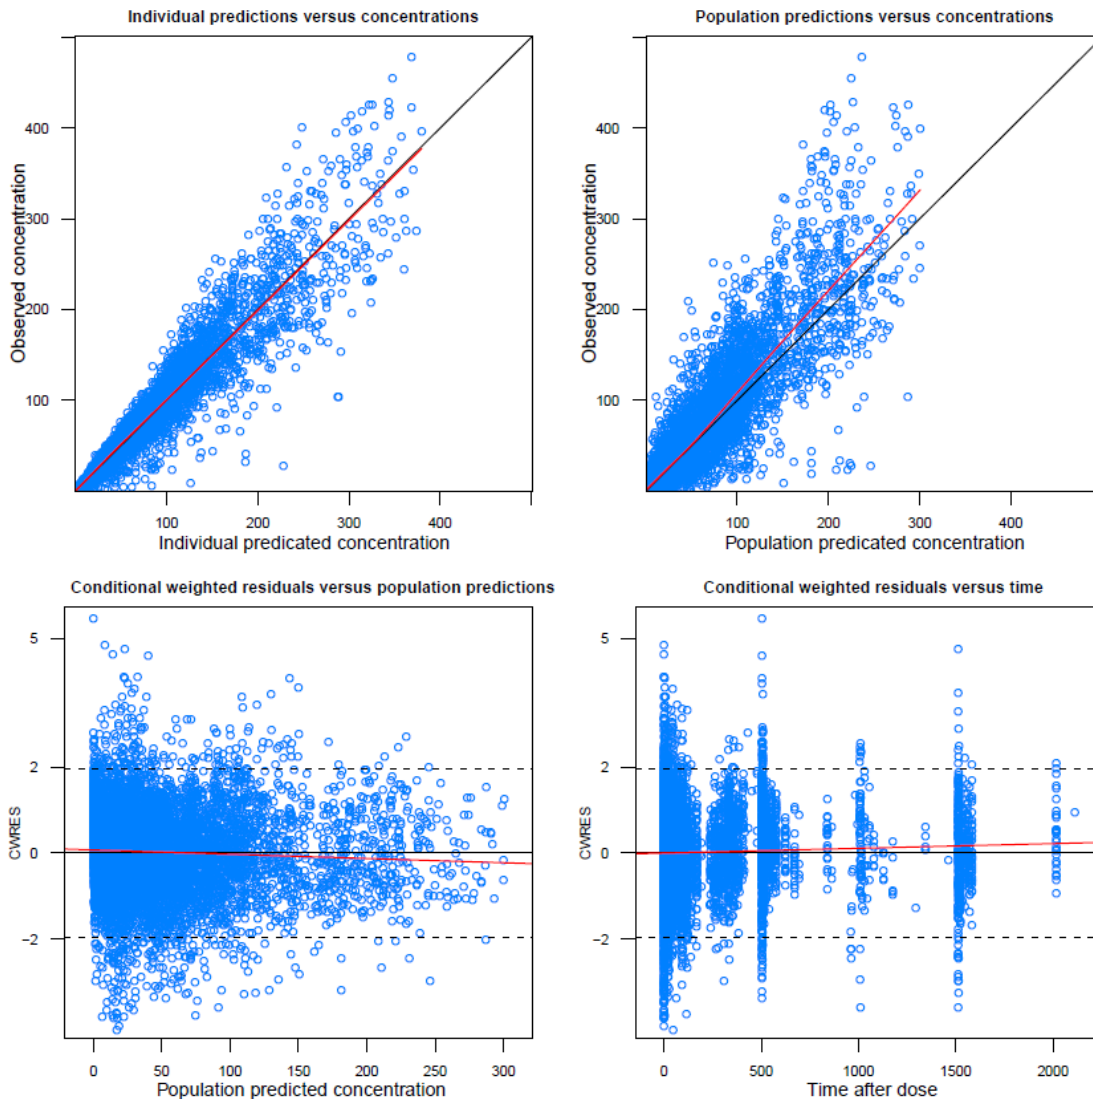 Individual predictions versus concentrations
Observed concentration
400
300
200
100
100 200 300 400
Individual predicated concentration
Population predictions versus concentrations
Observed concentration
400
300
200
100
100 200 300 400
Population predicated concentration
Conditional weighted residuals versus population predictions
CWRES
5
2
0
−2
0 50 100 150 200 250 300
Population predicted concentration
Conditional weighted residuals versus time
CWRES
5
2
0
−2
0 500 1000 1500 2000
Time after dose